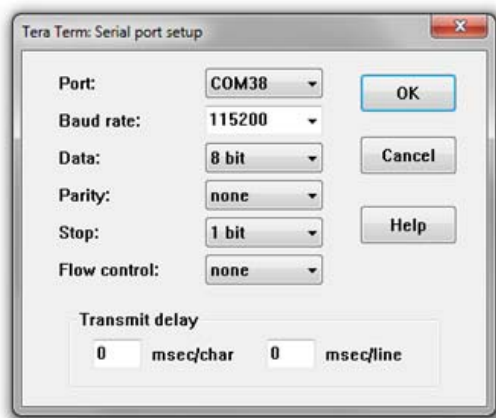 Tera Term: Serial port setup
Port: COM38 OK
Baud rate: 115200
Data: 8 bit Cancel
Parity: none
Stop: 1 bit Help
Flow control: none
Transmit delay
0 msec/char 0 msec/line